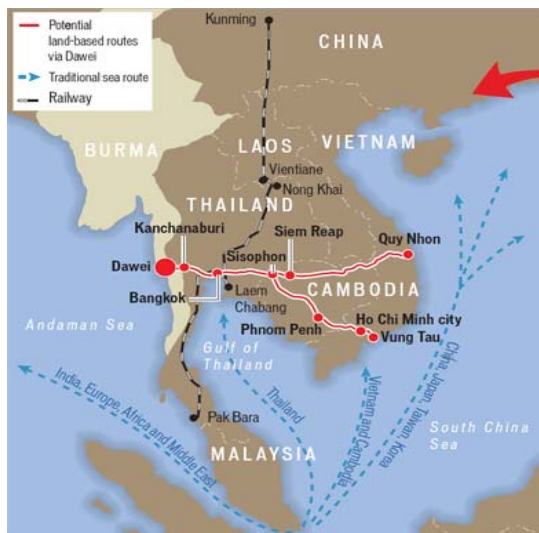 Potential
land-based routes
via Dawei
Traditional sea route
Railway
Kunming
CHINA
BURMA
LAOS
VIETNAM
Vientiane
Nong Khai
THAILAND
Kanchanaburi
Siem Reap
Quy Nhon
Sisophon
Dawei
Bangkok
Laem
Chabang
CAMBODIA
Phnom Penh
Ho Chi Minh city
Vung Tau
Andaman Sea
Gulf of
Thailand
India, Europe, Africa and Middle East
Thailand
Vietnam and Cambodia
China, Japan, Taiwan, Korea
South China
Sea
Pak Bara
MALAYSIA